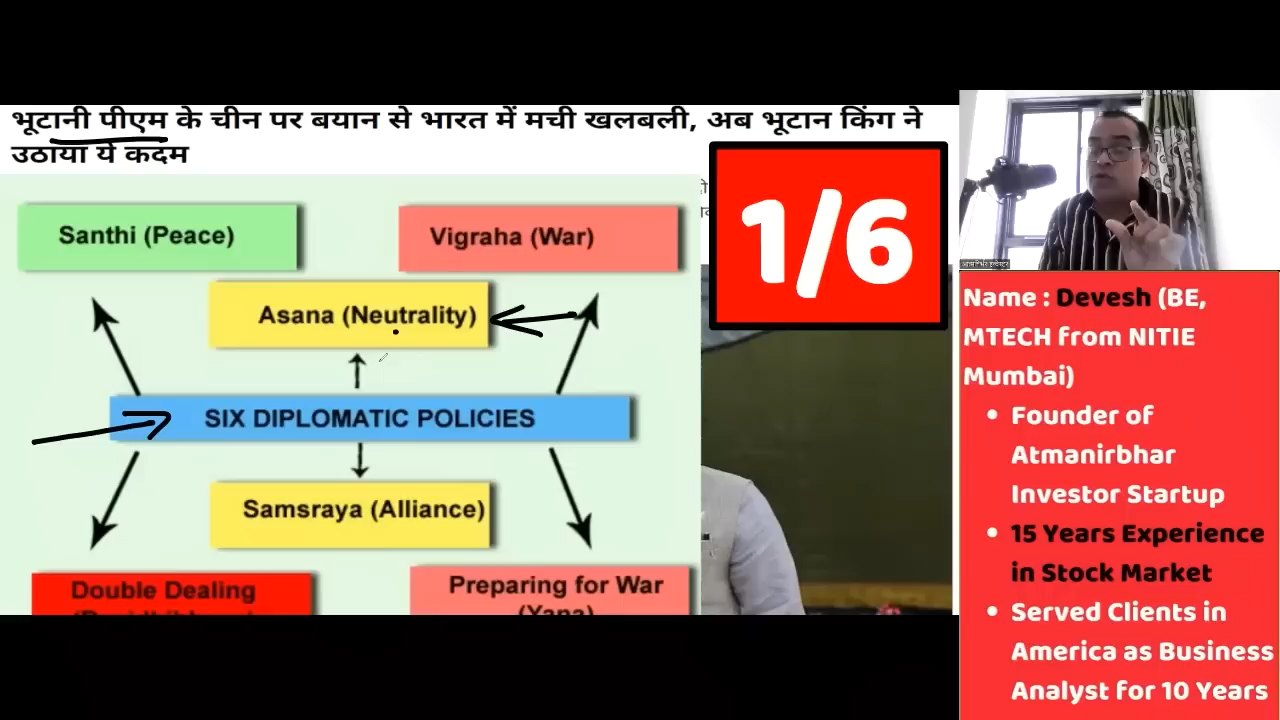 भूटानी पीएम के चीन पर बयान से भारत में मची खलबली, अब भूटान किंग ने
उठाया ये कदम
1/6
Santhi (Peace)
Vigraha (War)
Asana (Neutrality)
SIX DIPLOMATIC POLICIES
Samsraya (Alliance)
Double Dealing
Preparing for War
(Yana)
Name : Devesh (BE,
MTECH from NITIE
Mumbai)
• Founder of
Atmanirbhar
Investor Startup
• 15 Years Experience
in Stock Market
• Served Clients in
America as Business
Analyst for 10 Years